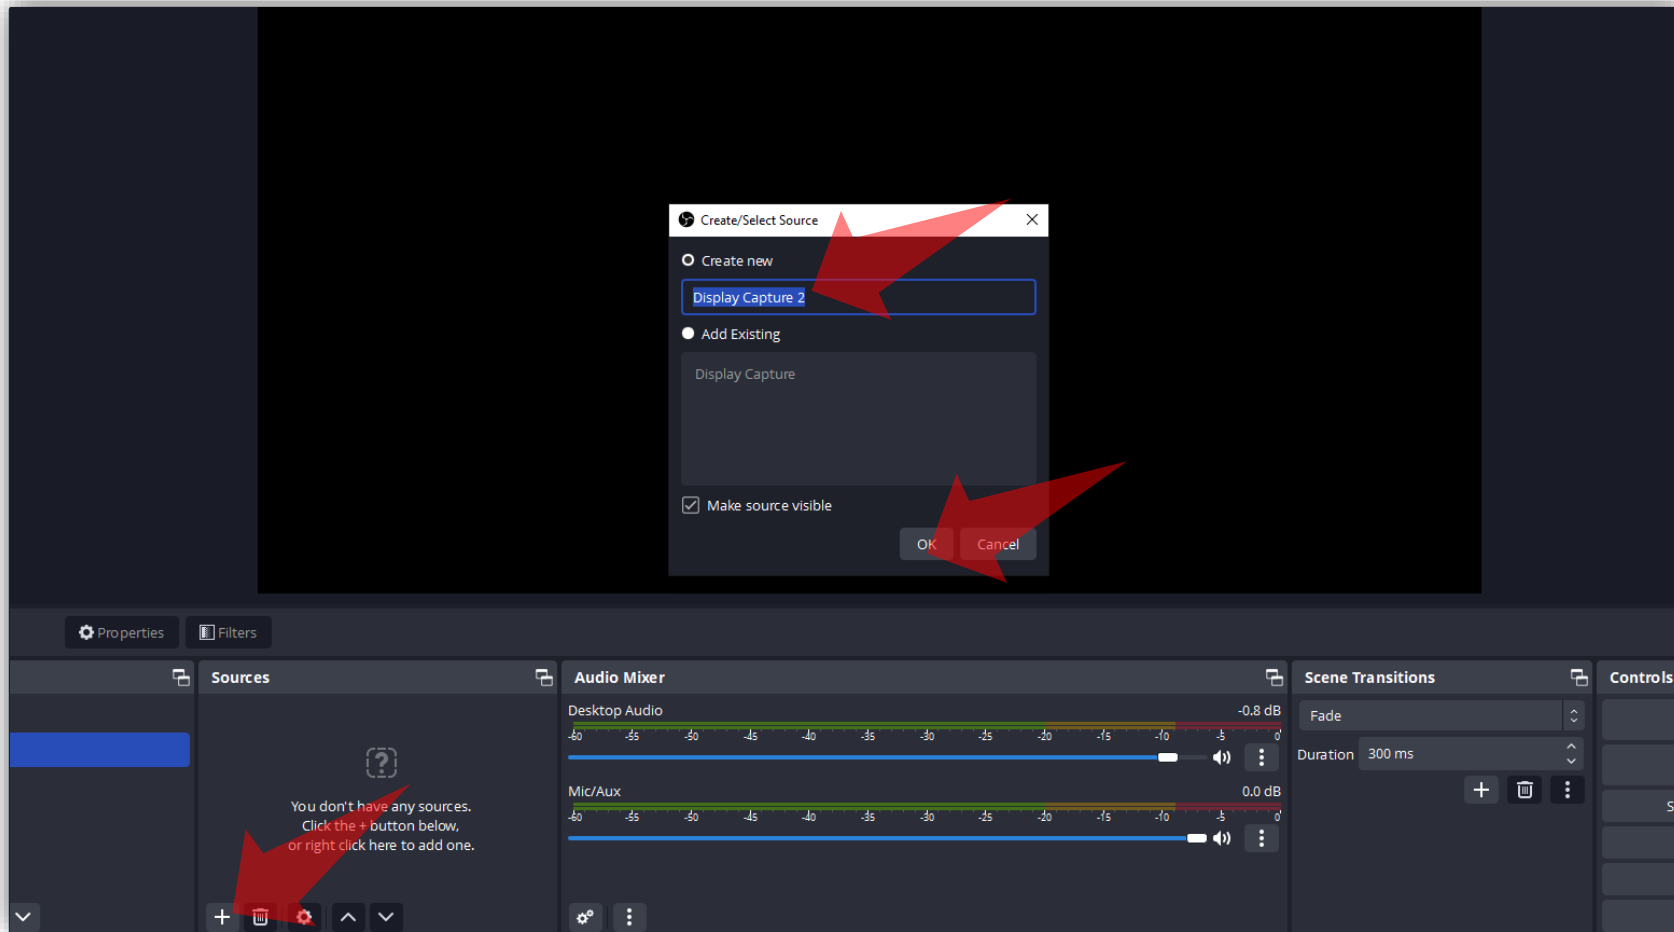 Create/Select Source
Create new
Display Capture 2
Add Existing
Display Capture
Make source visible
OK Cancel
Properties Filters
Sources
You don't have any sources.
Click the + button below,
or right click here to add one.
Audio Mixer
Desktop Audio -0.8 dB
-60 -55 -50 -45 -40 -35 -30 -25 -20 -15 -10 -5 0
Mic/Aux 0.0 dB
-60 -55 -50 -45 -40 -35 -30 -25 -20 -15 -10 -5 0
Scene Transitions
Fade
Duration 300 ms
Controls
S